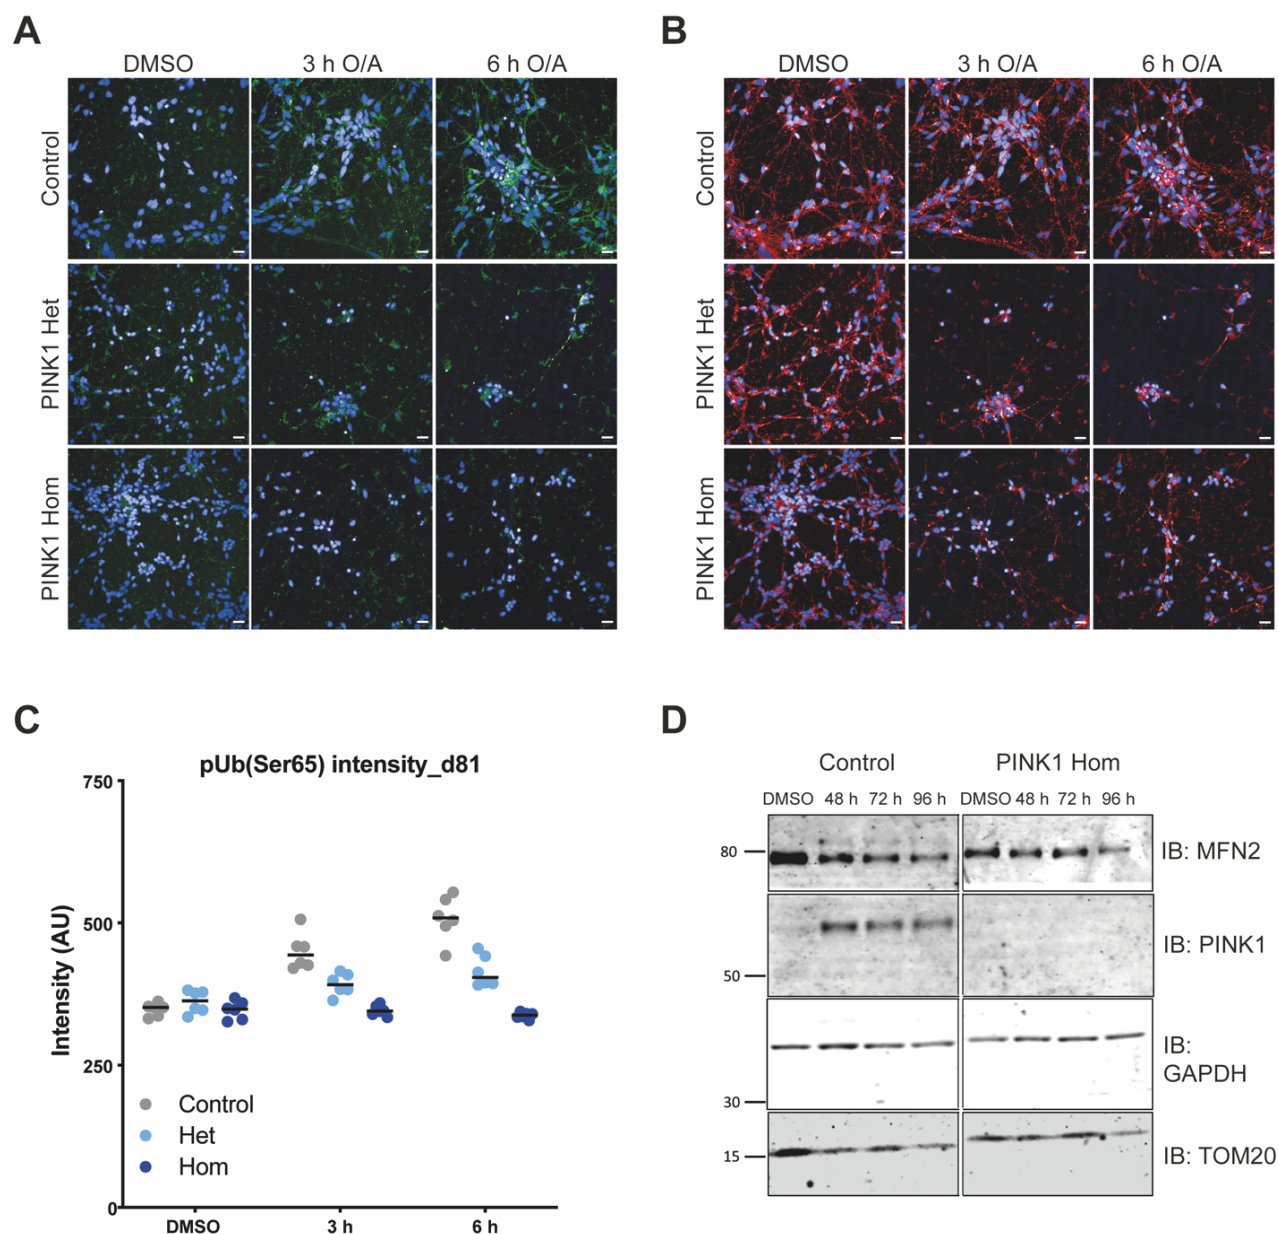 A
DMSO 3 h O/A 6 h O/A
Control
PINK1 Het
PINK1 Hom
B
DMSO 3 h O/A 6 h O/A
Control
PINK1 Het
PINK1 Hom
C
pUb(Ser65) intensity_d81
Intensity (AU)
750
500
250
0
Control
Het
Hom
DMSO 3 h 6 h
D
Control PINK1 Hom
DMSO 48 h 72 h 96 h DMSO 48 h 72 h 96 h
80
IB: MFN2
IB: PINK1
50
IB:
GAPDH
30
15
IB: TOM20